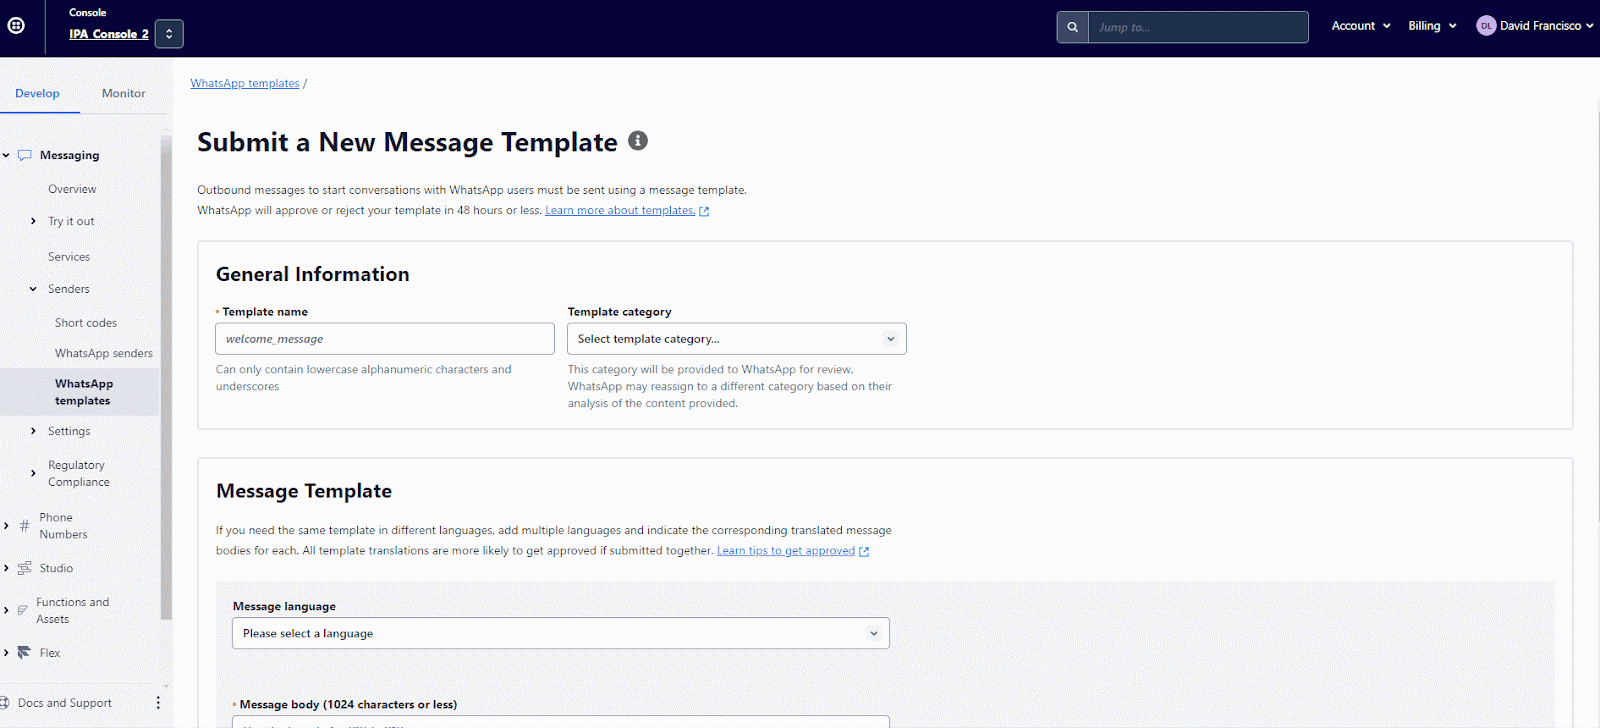 Console
IPA Console 2
Jump to...
Account
Billing
DL
David Francisco
Develop
Monitor
WhatsApp templates /
Submit a New Message Template
Outbound messages to start conversations with WhatsApp users must be sent using a message template.
WhatsApp will approve or reject your template in 48 hours or less. Learn more about templates.
Messaging
Overview
Try it out
Services
Senders
Short codes
WhatsApp senders
WhatsApp
templates
Settings
Regulatory
Compliance
Phone
Numbers
Studio
Functions and
Assets
Flex
Docs and Support
General Information
Template name
welcome_message
Can only contain lowercase alphanumeric characters and
underscores
Template category
Select template category...
This category will be provided to WhatsApp for review.
WhatsApp may reassign to a different category based on their
analysis of the content provided.
Message Template
If you need the same template in different languages, add multiple languages and indicate the corresponding translated message
bodies for each. All template translations are more likely to get approved if submitted together. Learn tips to get approved
Message language
Please select a language
Message body (1024 characters or less)